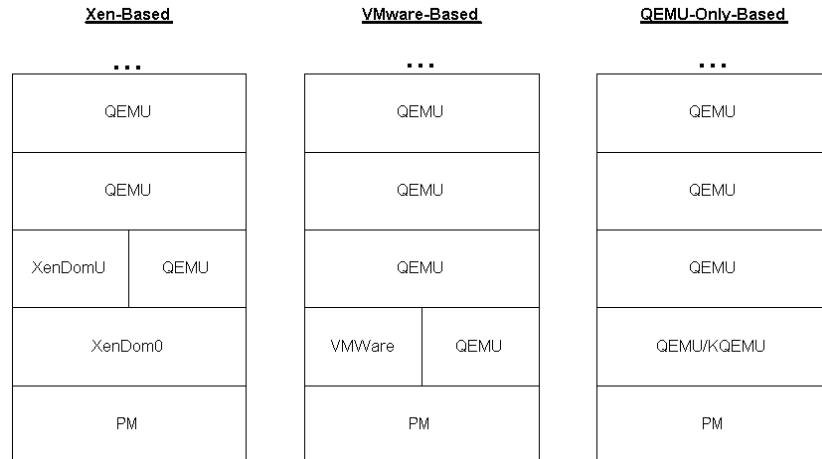 Xen-Based
VMware-Based
QEMU-Only-Based
...
...
...
QEMU
QEMU
QEMU
QEMU
QEMU
QEMU
XenDomU
QEMU
QEMU
QEMU
XenDom0
VMWare
QEMU
QEMU/KQEMU
PM
PM
PM